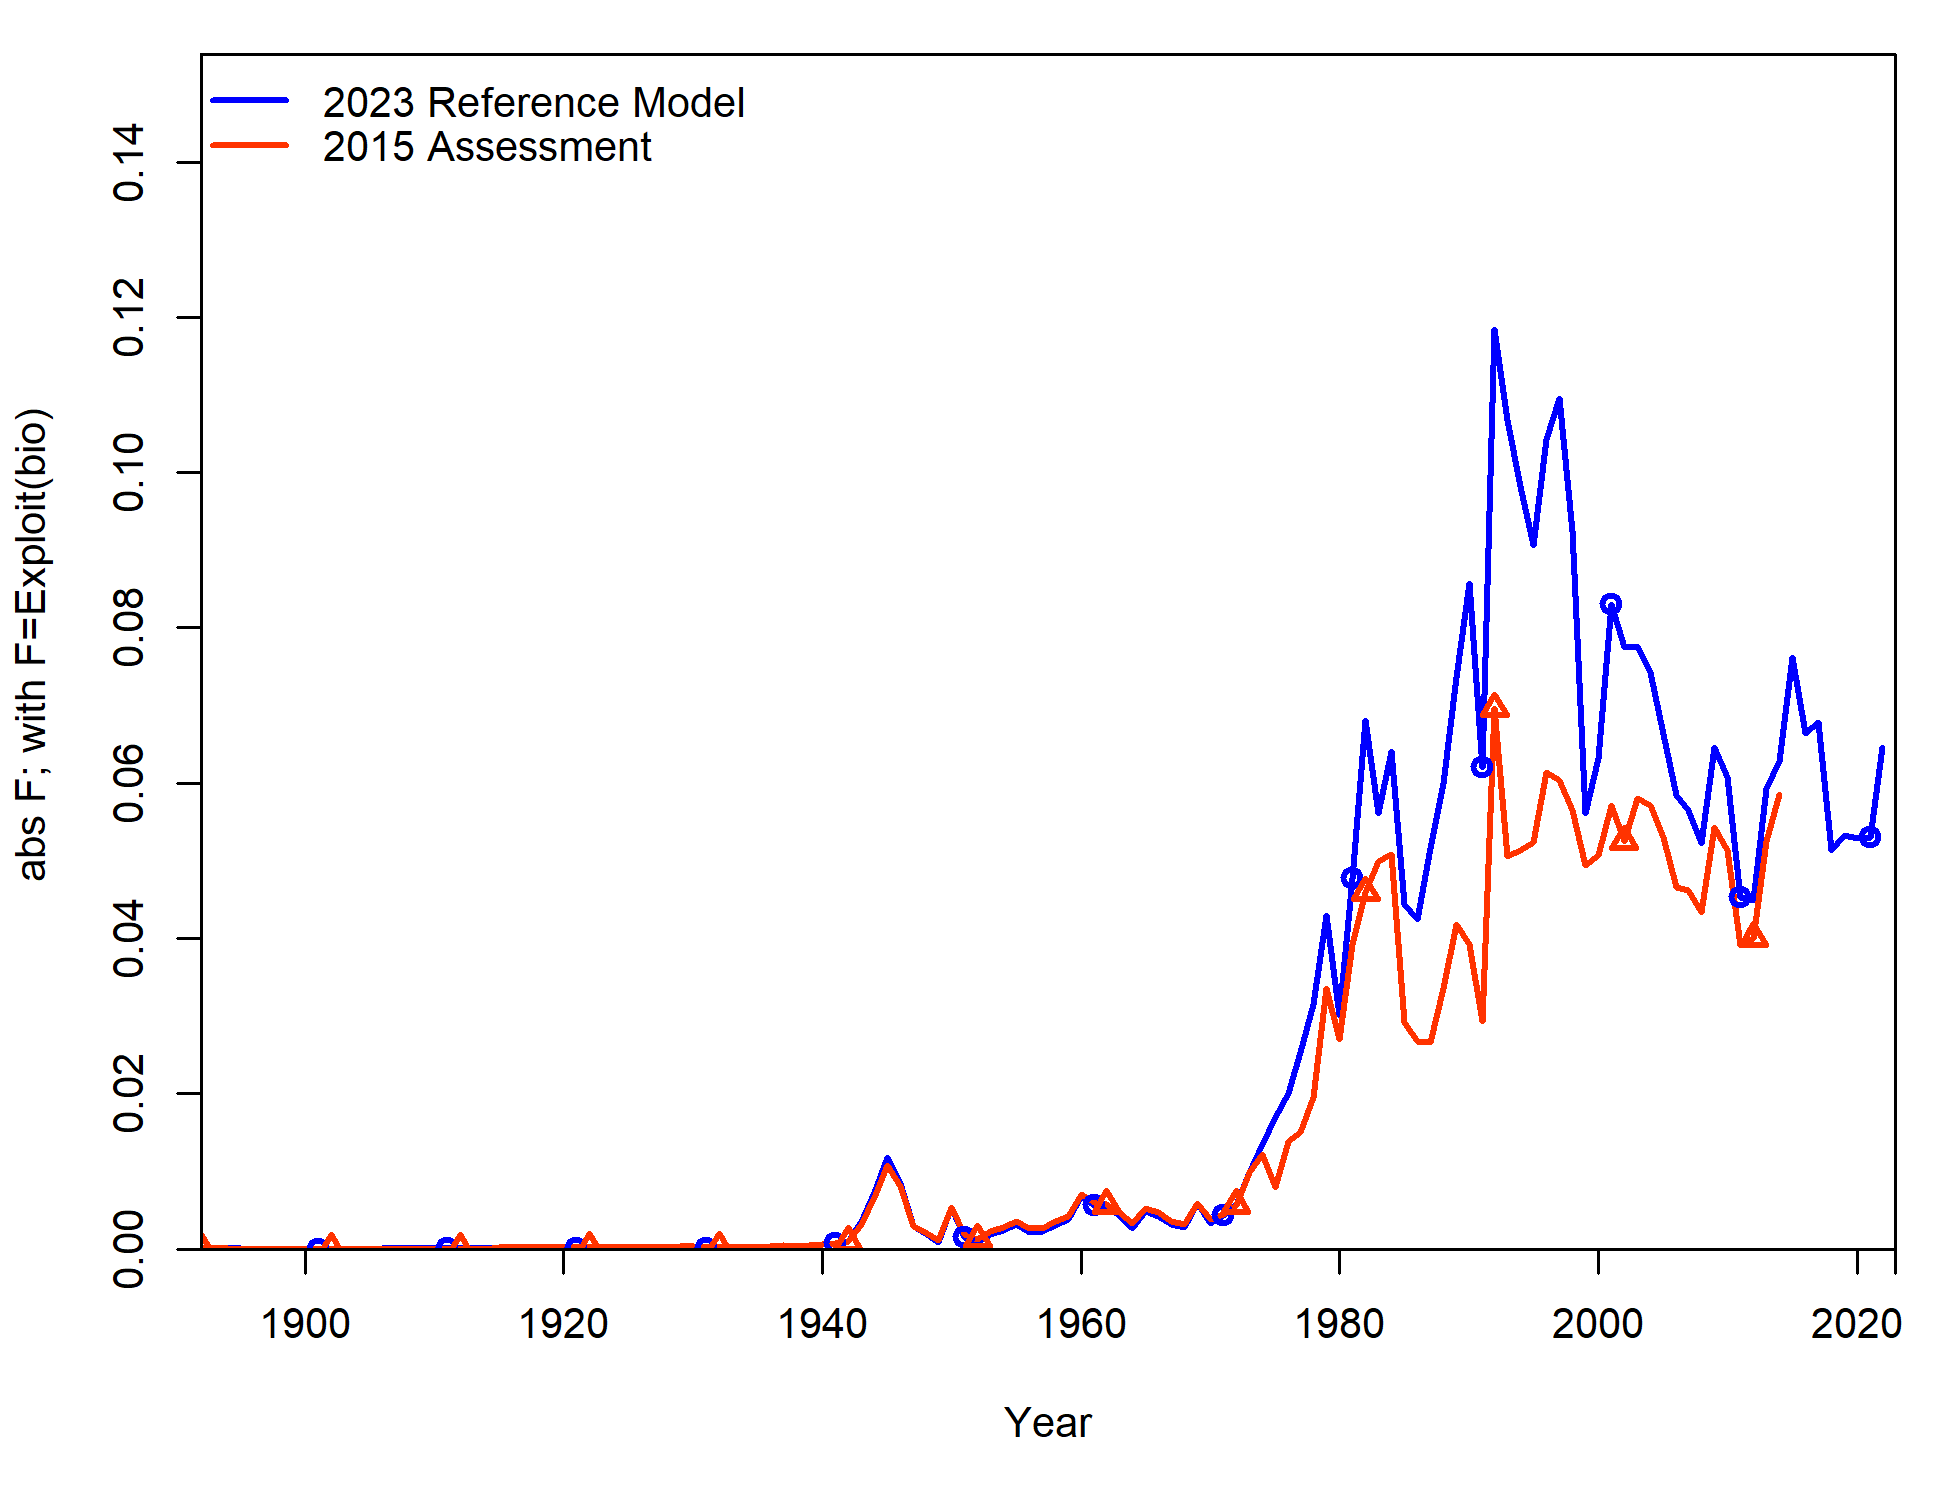 2023 Reference Model
2015 Assessment
abs F; with F=Exploit(bio)
0.14
0.12
0.10
0.08
0.06
0.04
0.02
0.00
1900 1920 1940 1960 1980 2000 2020
Year